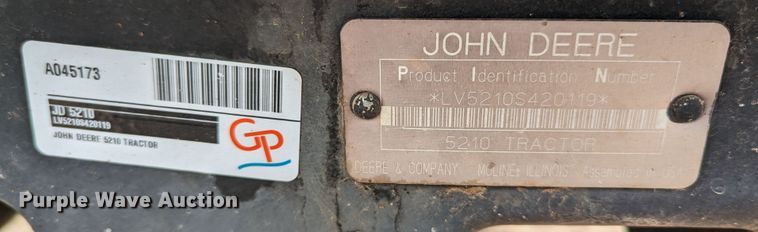 A045173
JD 5210
LV5210S420119
JOHN DEERE 5210 TRACTOR
GP
JOHN DEERE
Product Identification Number
*LV5210S420119*
5210 TRACTOR
DEERE & COMPANY MOLINE, ILLINOIS Assembled in USA
Purple Wave Auction